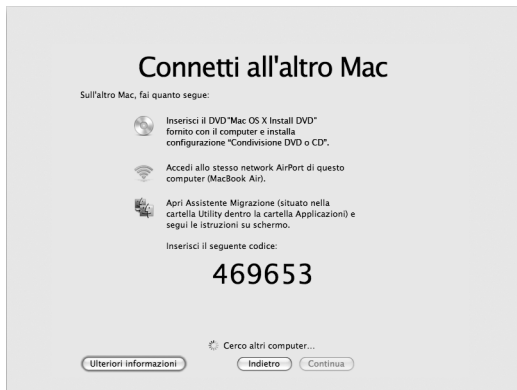 Connetti all'altro Mac
Sull'altro Mac, fai quanto segue:
Inserisci il DVD"Mac OS X Install DVD"
fornito con il computer e installa
configurazione "Condivisione DVD o CD".
Accedi allo stesso network AirPort di questo
computer (MacBook Air).
Apri Assistente Migrazione (situato nella
cartella Utility dentro la cartella Applicazioni) e
segui le istruzioni su schermo.
Inserisci il seguente codice:
469653
Cerco altri computer...
Ulteriori informazioni
Indietro
Continua